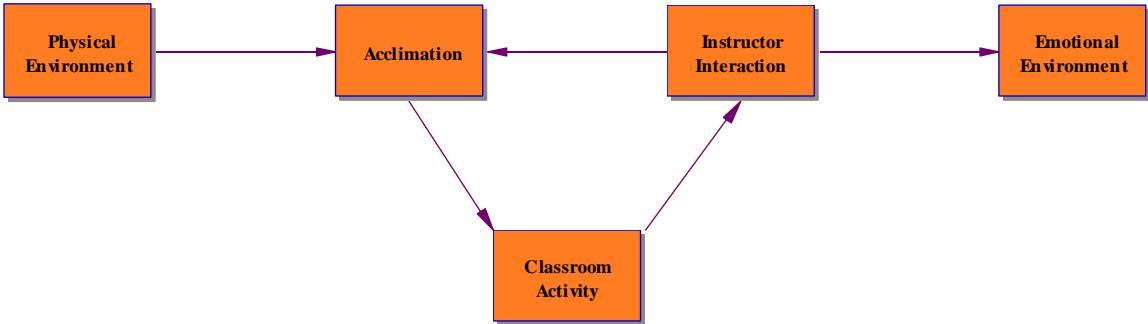 Physical
Environment
Acclimation
Instructor
Interaction
Emotional
Environment
Classroom
Activity